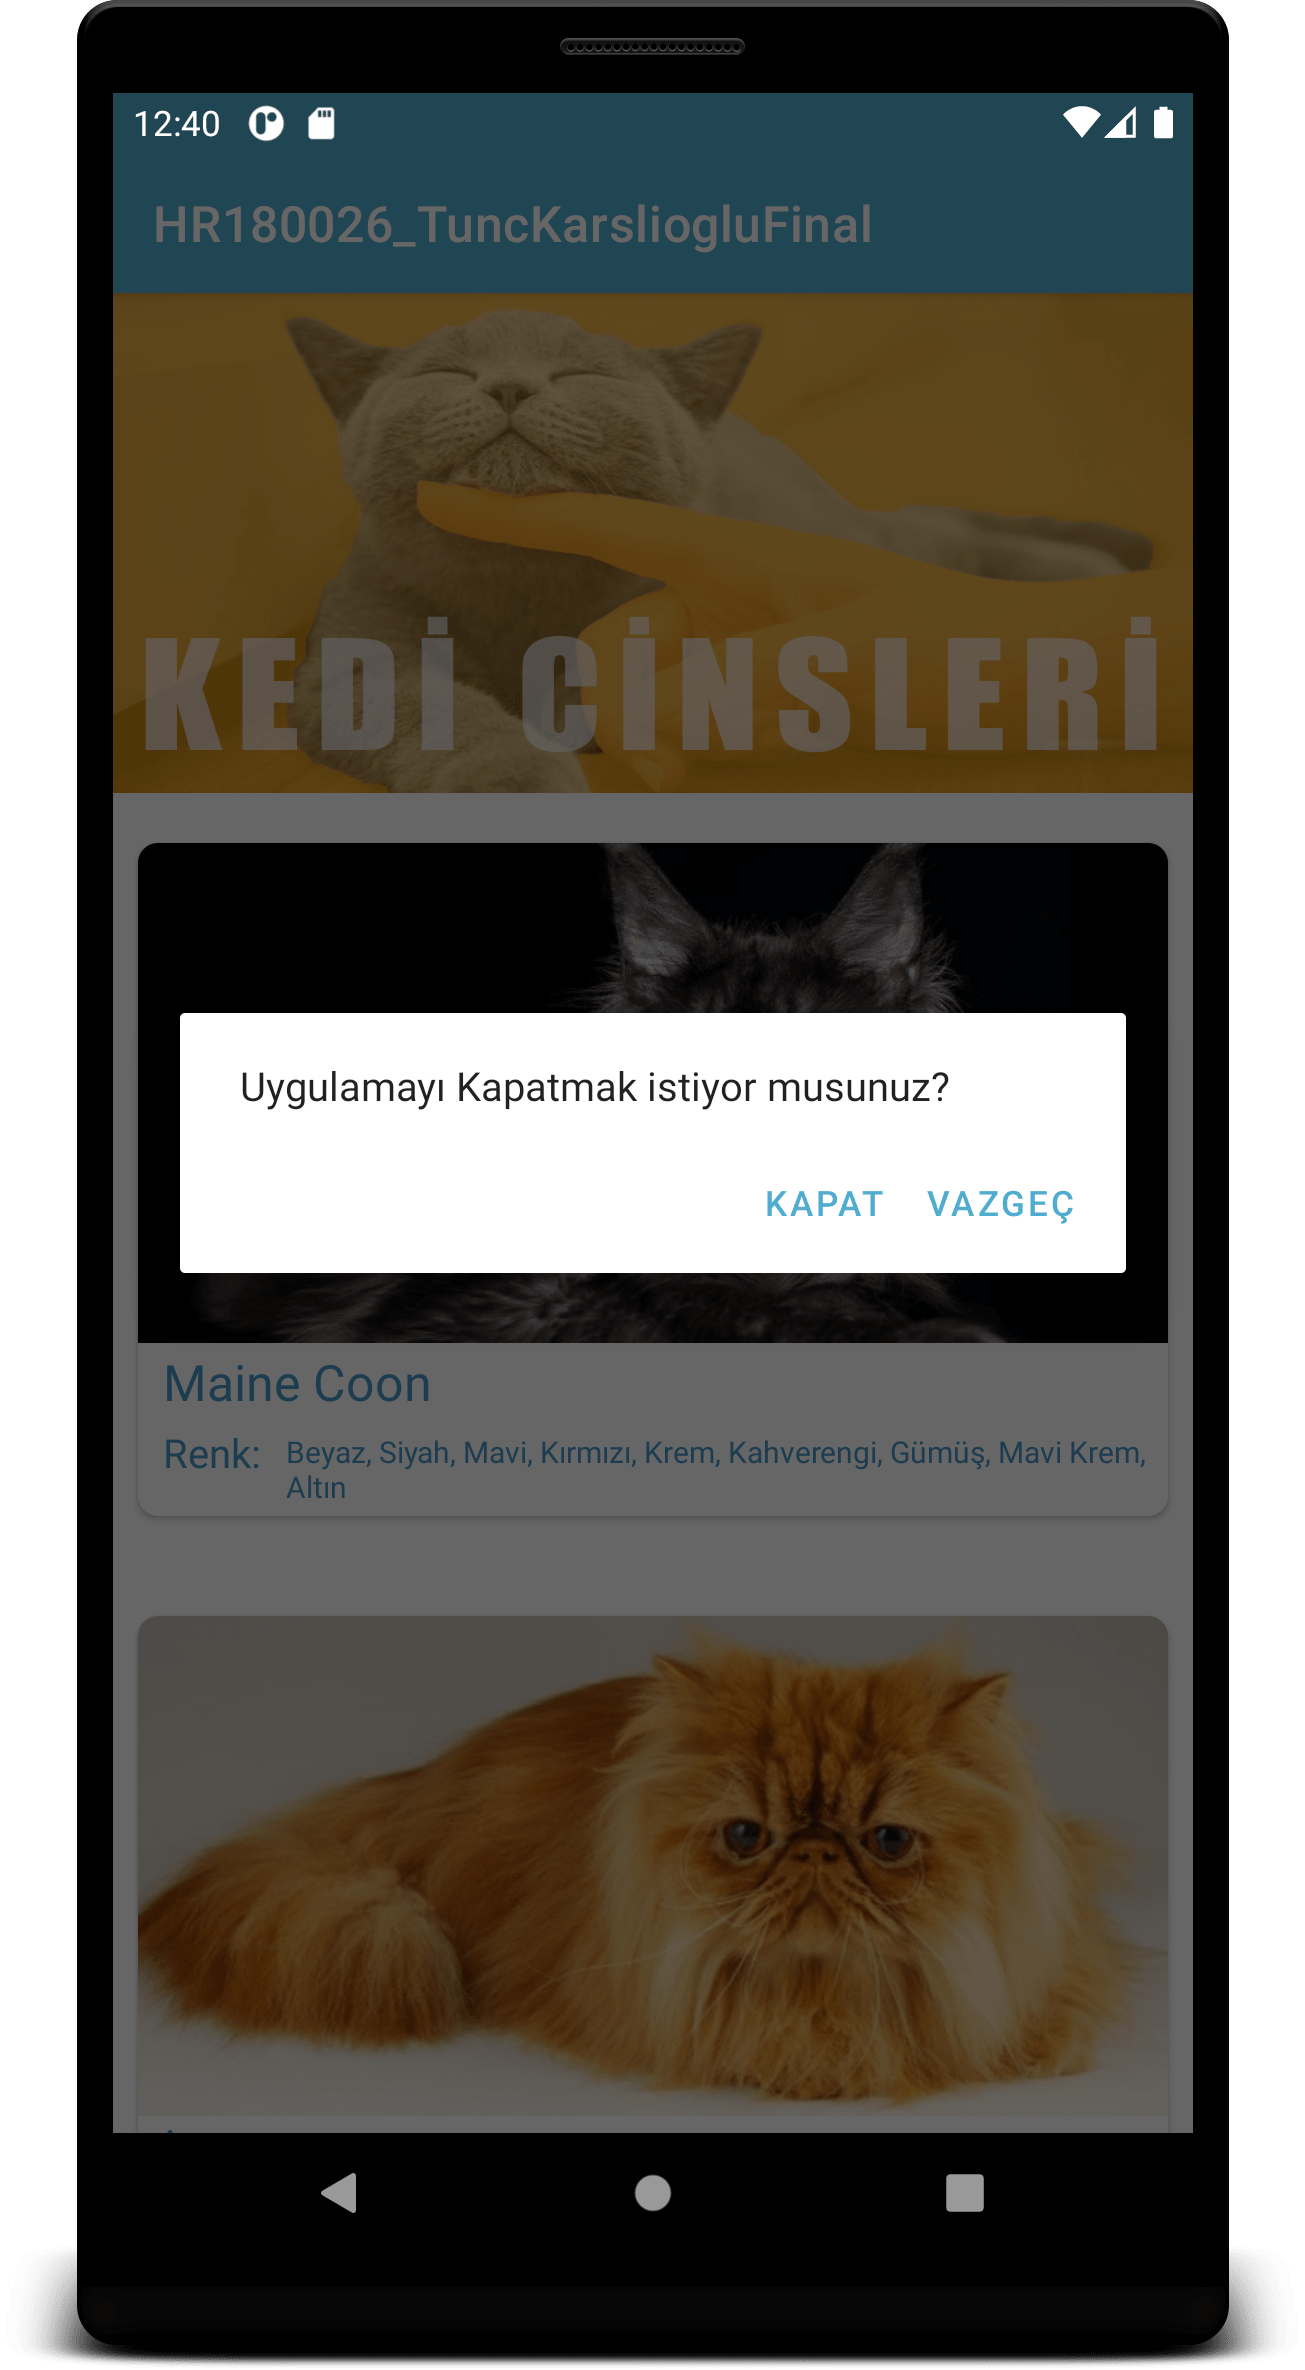 12:40
HR180026_TuncKarsliogluFinal
KEDİ CİNSLERİ
Uygulamayı Kapatmak istiyor musunuz?
KAPAT VAZGEÇ
Maine Coon
Renk: Beyaz, Siyah, Mavi, Kırmızı, Krem, Kahverengi, Gümüş, Mavi Krem,
Altın